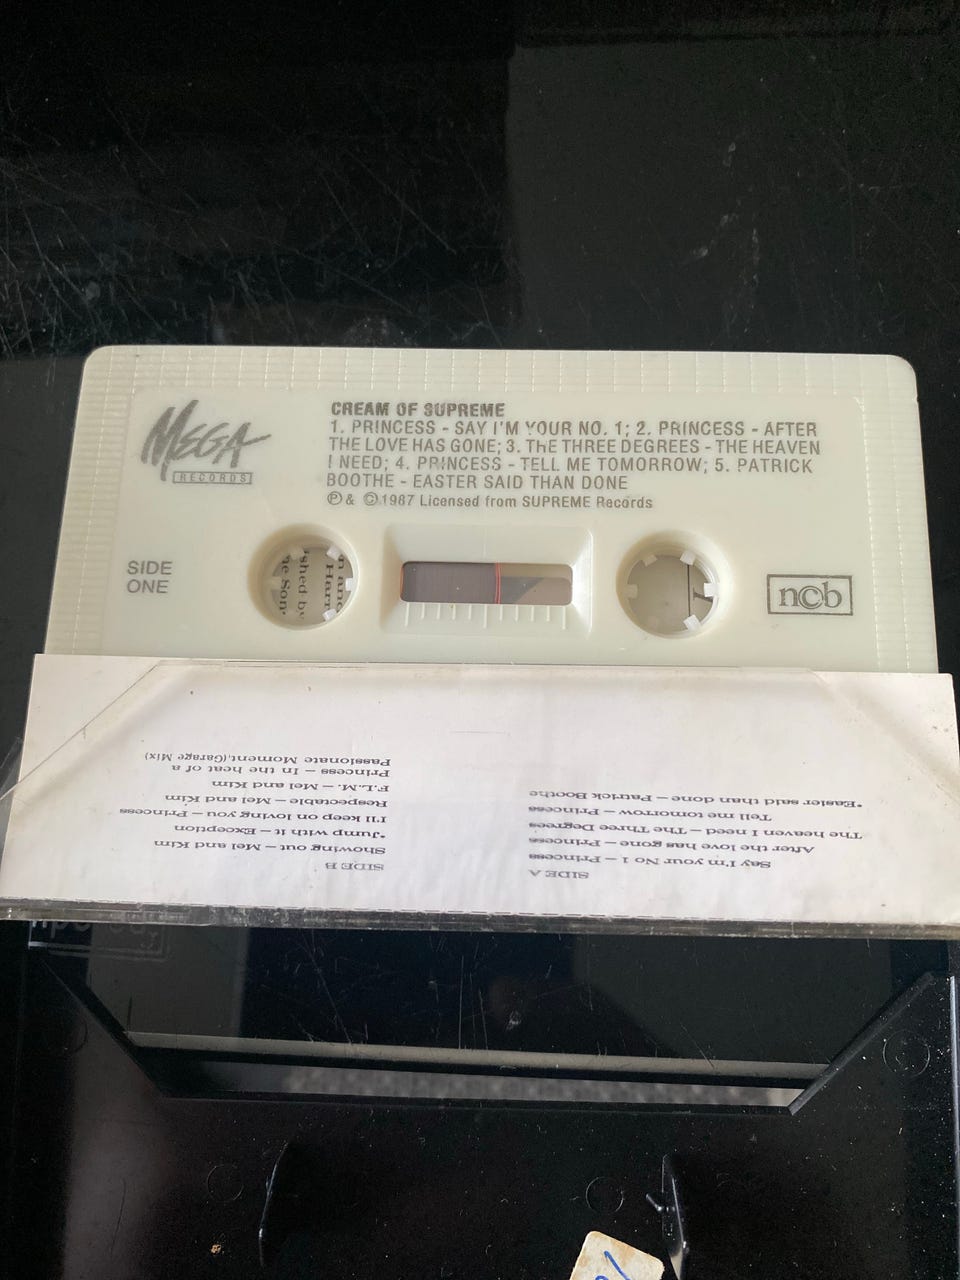 MEGA
RECORDS
CREAM OF SUPREME
1. PRINCESS - SAY I'M YOUR NO. 1; 2. PRINCESS - AFTER
THE LOVE HAS GONE; 3. ThE THREE DEGREES - THE HEAVEN
I NEED; 4. PRINCESS - TELL ME TOMORROW; 5. PATRICK
BOOTHE - EASTER SAID THAN DONE
℗ & © 1987 Licensed from SUPREME Records
SIDE
ONE
ncb
n and
Harr
shed b
e Son
SIDE A
Say I'm your No 1 — Princess
After the love has gone — Princess
The heaven I need — The Three Degrees
Tell me tomorrow — Princess
*Easier said than done — Patrick Boothe
SIDE B
Showing out — Mel and Kim
*Jump with it — Exception
I'll keep on loving you — Princess
Respectable — Mel and Kim
F.L.M. — Mel and Kim
Princess — In the heat of a
Passionate Moment.(Garage Mix)